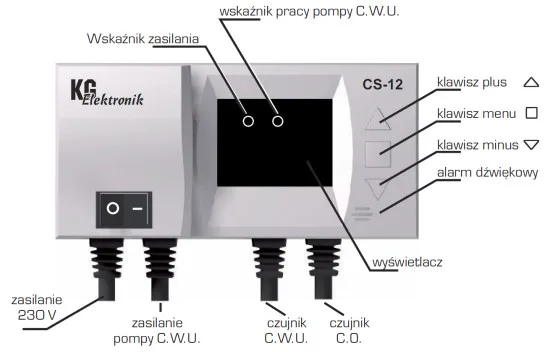 wskaźnik pracy pompy C.W.U.
Wskaźnik zasilania
KG
Elektronik
CS-12
klawisz plus
klawisz menu
klawisz minus
alarm dźwiękowy
wyświetlacz
zasilanie
230 V
zasilanie
pompy C.W.U.
czujnik
C.W.U.
czujnik
C.O.